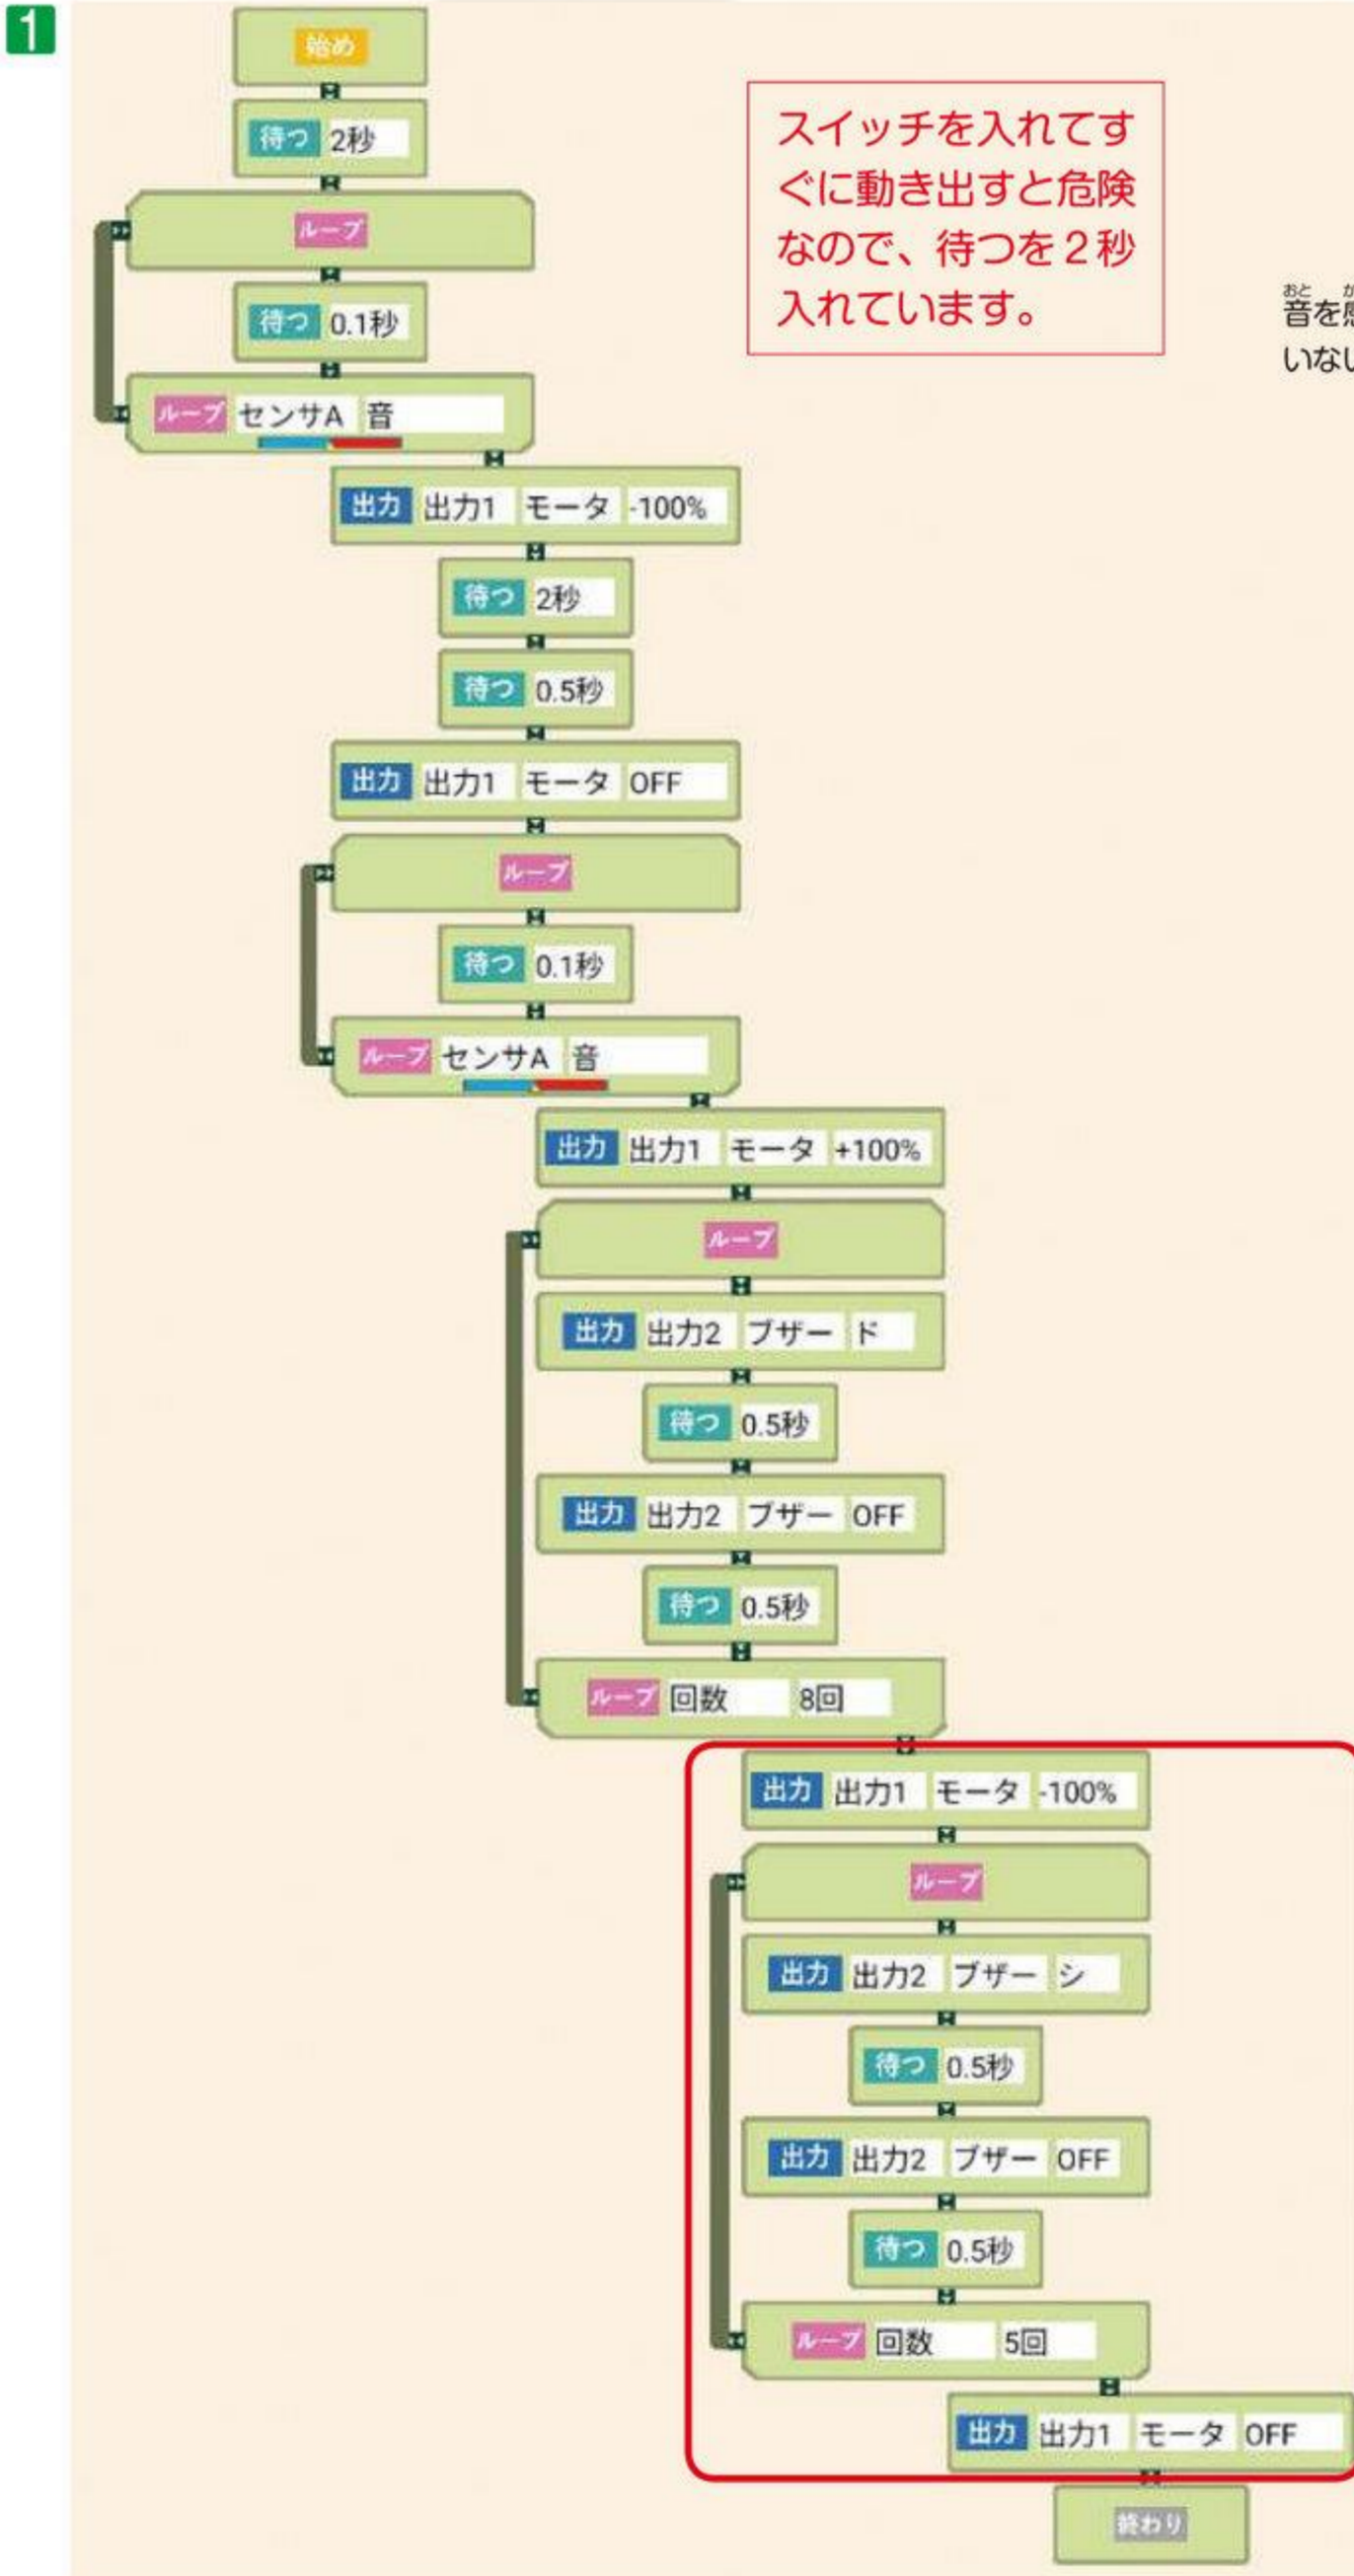 1
始め
待つ 2秒
ループ
待つ 0.1秒
ループ センサA 音
スイッチを入れてす
ぐに動き出すと危険
なので、待つを2秒
入れています。
おと
音を
いない
出力 出力1 モータ -100%
待つ 2秒
待つ 0.5秒
出力 出力1 モータ OFF
ループ
待つ 0.1秒
ループ センサA 音
出力 出力1 モータ +100%
ループ
出力 出力2 ブザー ド
待つ 0.5秒
出力 出力2 ブザー OFF
待つ 0.5秒
ループ 回数 8回
出力 出力1 モータ -100%
ループ
出力 出力2 ブザー シ
待つ 0.5秒
出力 出力2 ブザー OFF
待つ 0.5秒
ループ 回数 5回
出力 出力1 モータ OFF
終わり